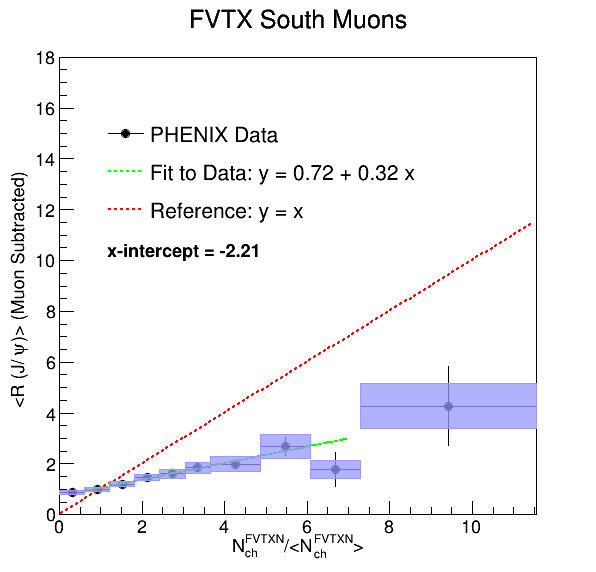 FVTX South Muons
18
16
14
12
10
8
6
4
2
0
<R (J/ψ)> (Muon Subtracted)
PHENIX Data
Fit to Data: y = 0.72 + 0.32 x
Reference: y = x
x-intercept = -2.21
0 2 4 6 8 10
N_ch^FVTXN/<N_ch^FVTXN>